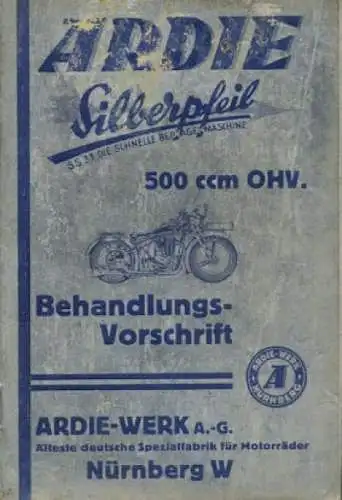 ARDIE
Silberpfeil
S.S.33. DIE SCHNELLE MASCHINE
500 ccm OHV.
Behandlungs-
Vorschrift
ARDIE-WERK
A
NÜRNBERG
ARDIE-WERK A.-G.
Älteste deutsche Spezialfabrik für Motorräder
Nürnberg W